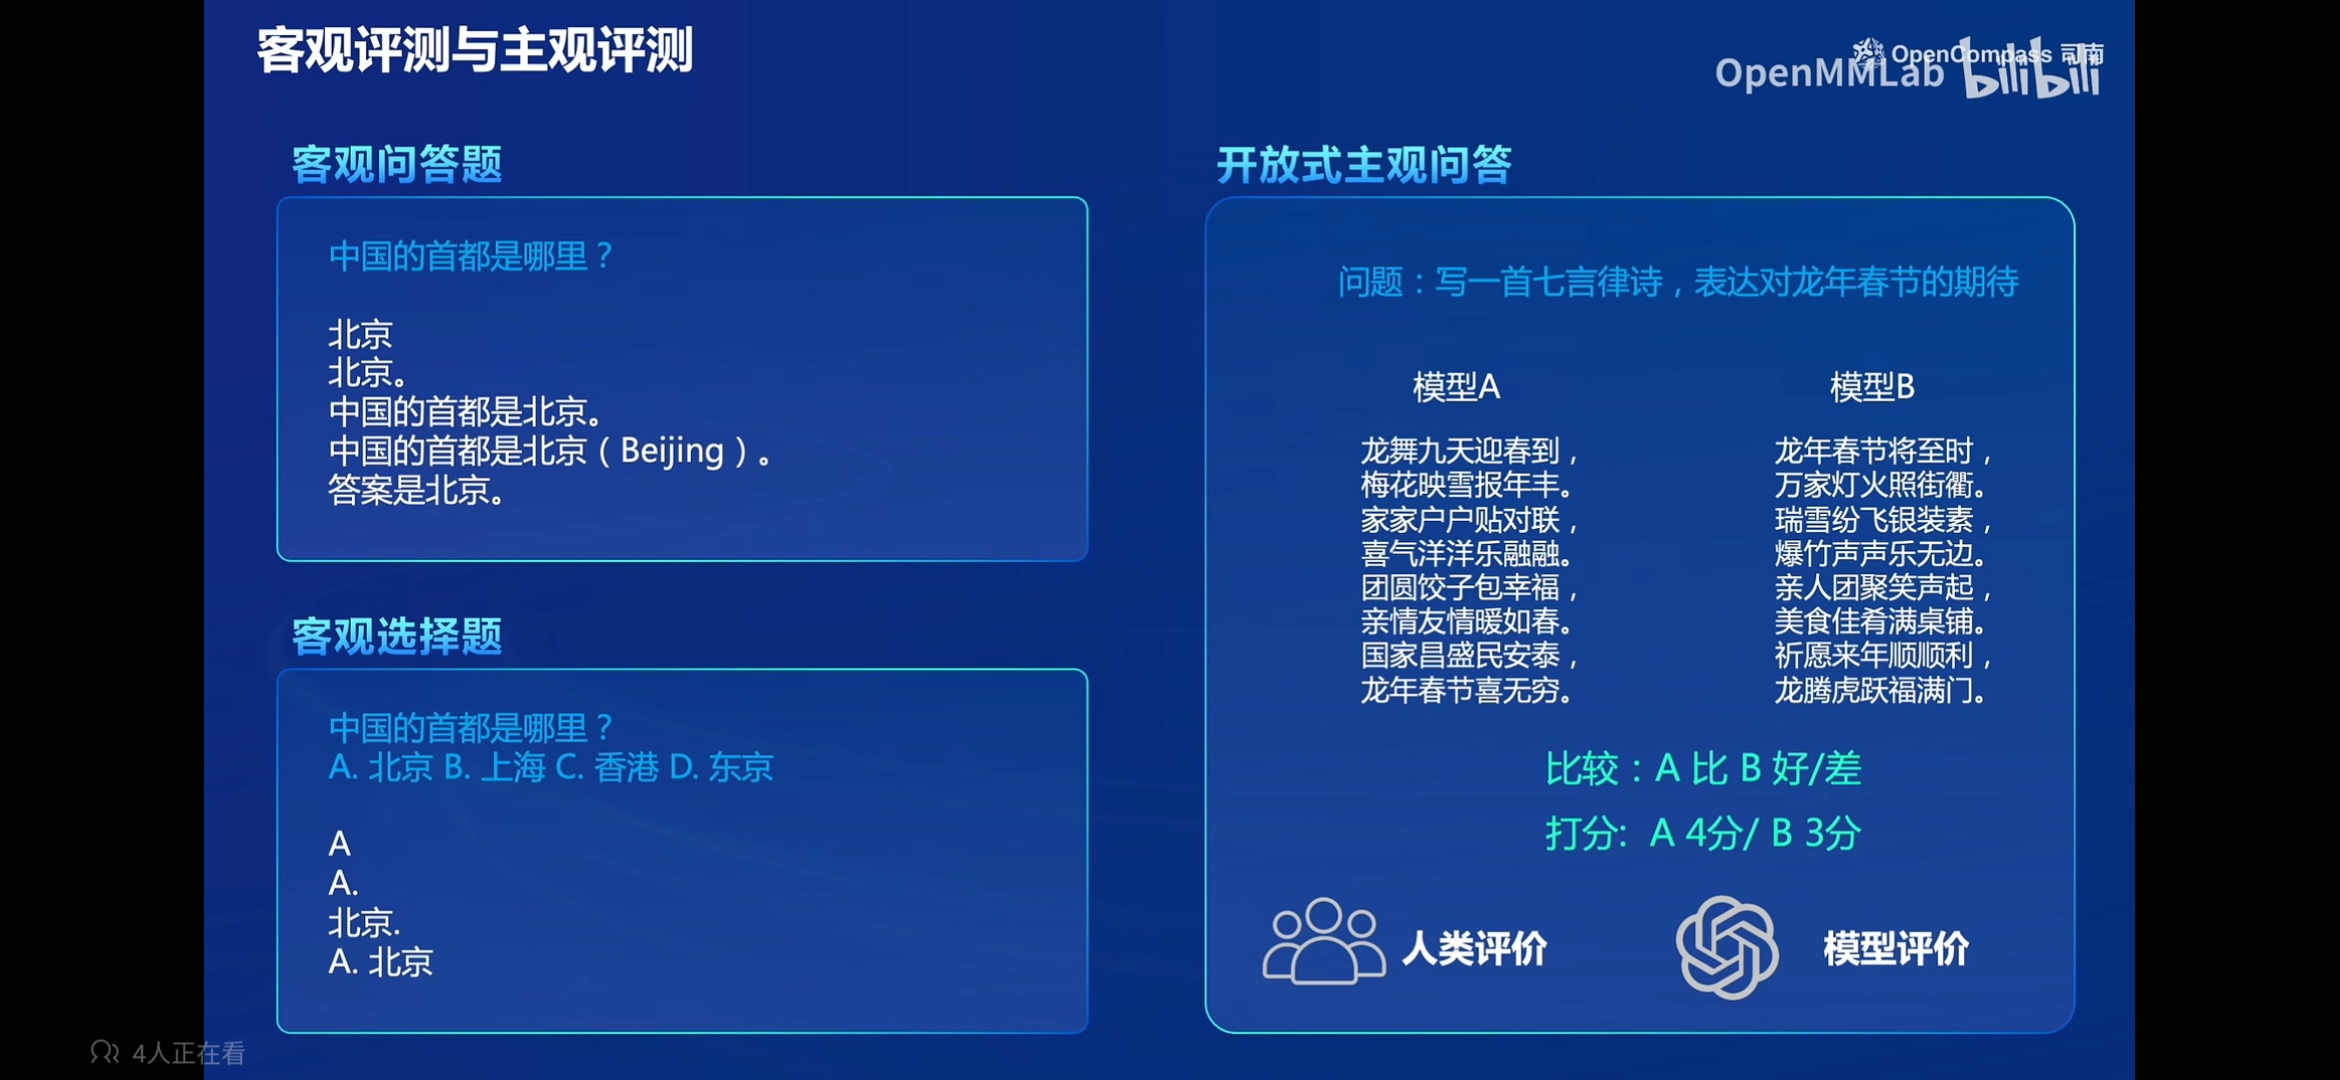 客观评测与主观评测
OpenCompass 司南
OpenMMLab bilibili
客观问答题
中国的首都是哪里？
北京
北京。
中国的首都是北京。
中国的首都是北京（Beijing）。
答案是北京。
客观选择题
中国的首都是哪里？
A. 北京 B. 上海 C. 香港 D. 东京
A
A.
北京.
A. 北京
开放式主观问答
问题：写一首七言律诗，表达对龙年春节的期待
模型A
龙舞九天迎春到，
梅花映雪报年丰。
家家户户贴对联，
喜气洋洋乐融融。
团圆饺子包幸福，
亲情友情暖如春。
国家昌盛民安泰，
龙年春节喜无穷。
模型B
龙年春节将至时，
万家灯火照街衢。
瑞雪纷飞银装素，
爆竹声声乐无边。
亲人团聚笑声起，
美食佳肴满桌铺。
祈愿来年顺顺利，
龙腾虎跃福满门。
比较：A 比 B 好/差
打分: A 4分/ B 3分
人类评价
模型评价
4人正在看